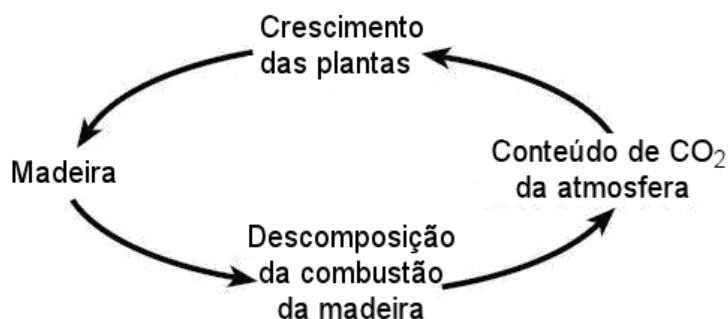 Crescimento
das plantas
Madeira
Conteúdo de CO₂
da atmosfera
Descomposição
da combustão
da madeira